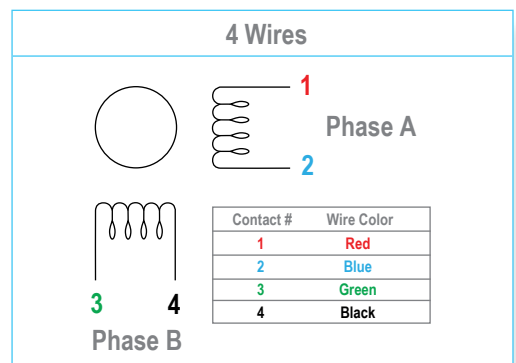 4 Wires
1
Phase A
2
3 4
Phase B
Contact # Wire Color
1 Red
2 Blue
3 Green
4 Black